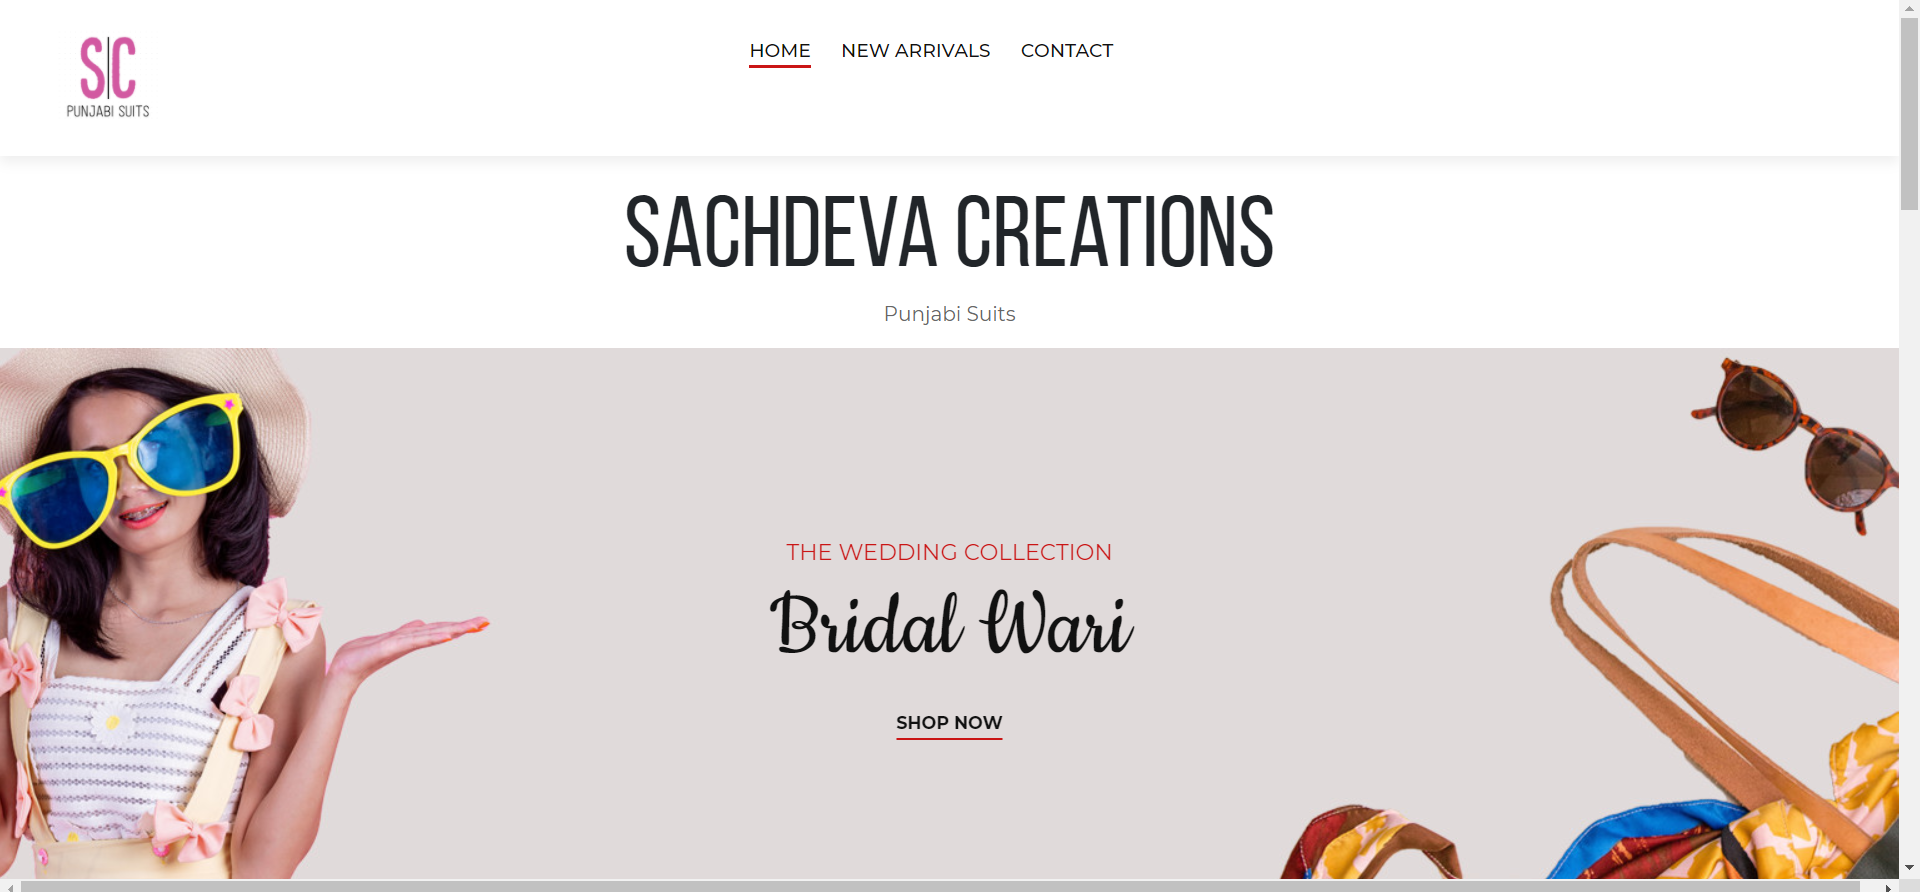 S|C
PUNJABI SUITS
HOME NEW ARRIVALS CONTACT
SACHDEVA CREATIONS
Punjabi Suits
THE WEDDING COLLECTION
Bridal Wari
SHOP NOW